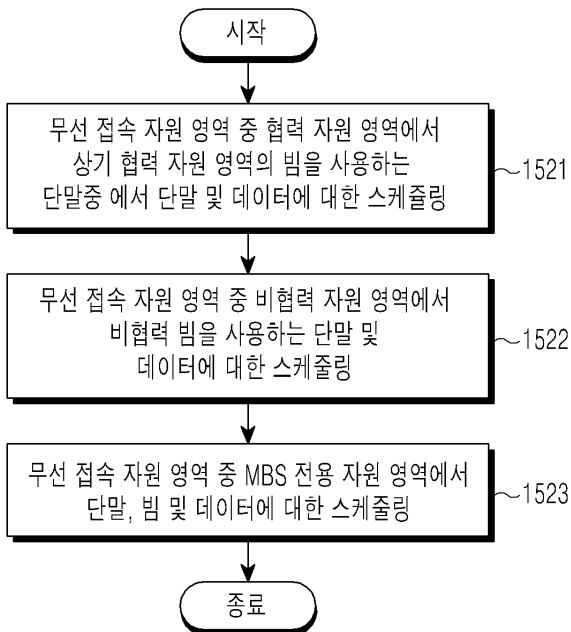 시작
무선 접속 자원 영역 중 협력 자원 영역에서
상기 협력 자원 영역의 빔을 사용하는
단말중 에서 단말 및 데이터에 대한 스케쥴링
1521
무선 접속 자원 영역 중 비협력 자원 영역에서
비협력 빔을 사용하는 단말 및
데이터에 대한 스케줄링
1522
무선 접속 자원 영역 중 MBS 전용 자원 영역에서
단말, 빔 및 데이터에 대한 스케줄링
1523
종료